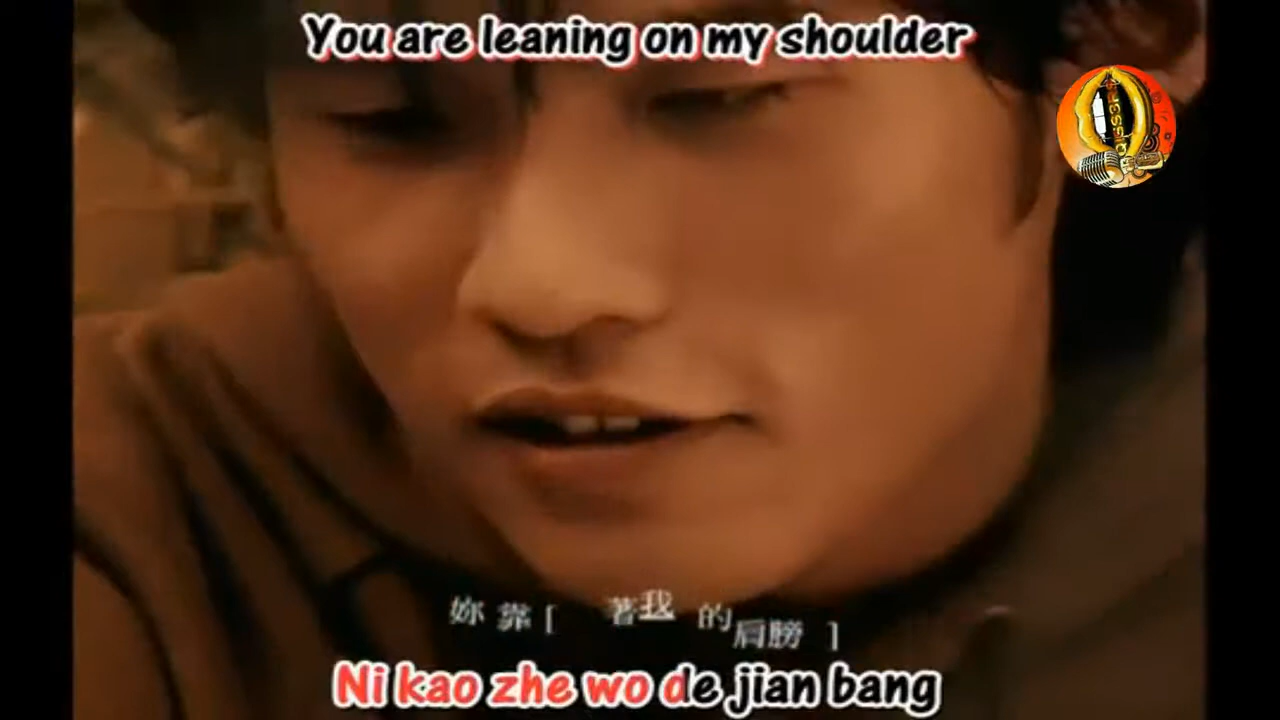 You are leaning on my shoulder
妳靠[ 著我的肩膀 ]
Ni kao zhe wo de jian bang